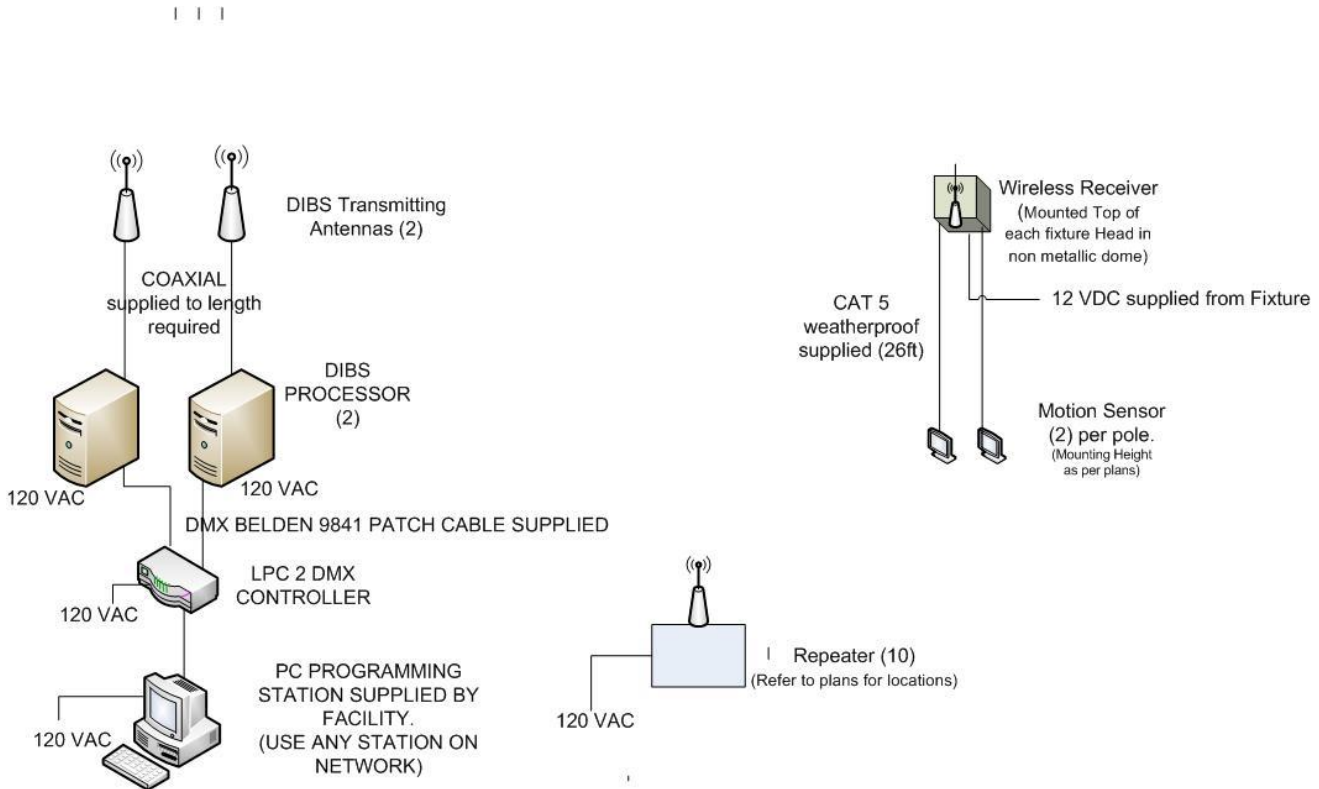 DIBS Transmitting
Antennas (2)
COAXIAL
supplied to length
required
DIBS
PROCESSOR
(2)
120 VAC
120 VAC
DMX BELDEN 9841 PATCH CABLE SUPPLIED
LPC 2 DMX
CONTROLLER
120 VAC
PC PROGRAMMING
STATION SUPPLIED BY
FACILITY.
(USE ANY STATION ON
NETWORK)
120 VAC
Repeater (10)
(Refer to plans for locations)
120 VAC
Wireless Receiver
(Mounted Top of
each fixture Head in
non metallic dome)
12 VDC supplied from Fixture
CAT 5
weatherproof
supplied (26ft)
Motion Sensor
(2) per pole.
(Mounting Height
as per plans)